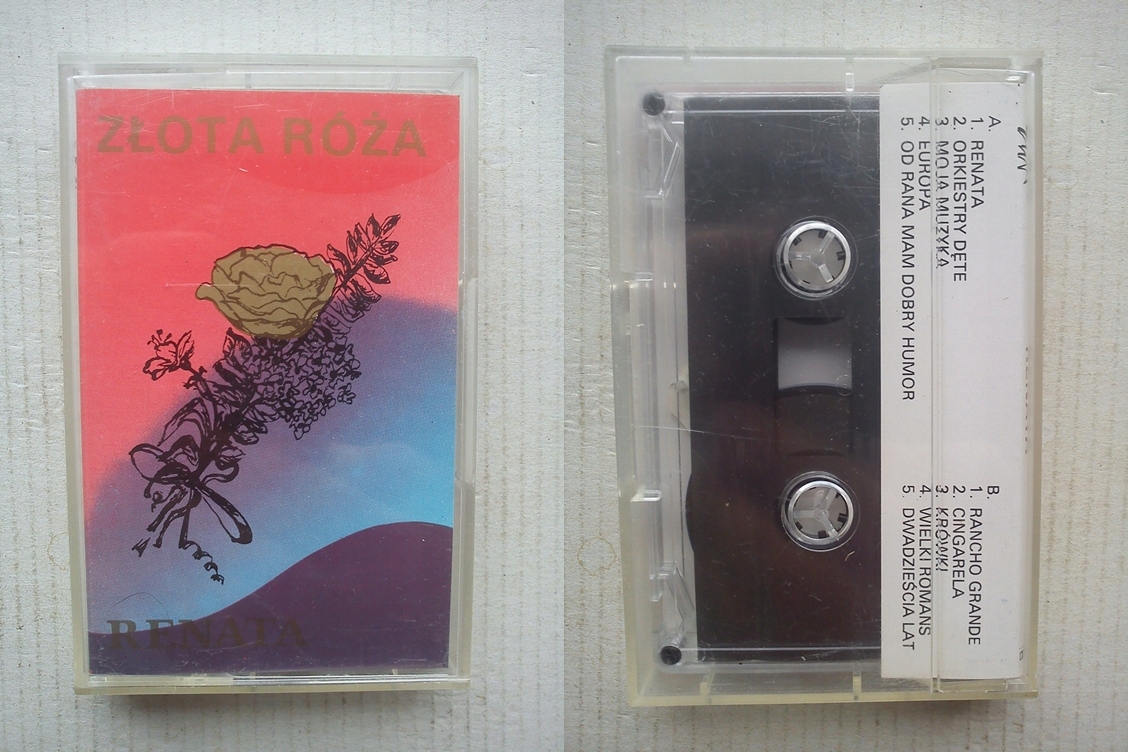 ZŁOTA RÓŻA
RENATA
A.
1. RENATA
2. ORKIESTRY DĘTE
3. MOJA MUZYKA
4. EUROPA
5. OD RANA MAM DOBRY HUMOR
B.
1. RANCHO GRANDE
2. CINGARELA
3. KRÓWKI
4. WIELKI ROMANS
5. DWADZIEŚCIA LAT